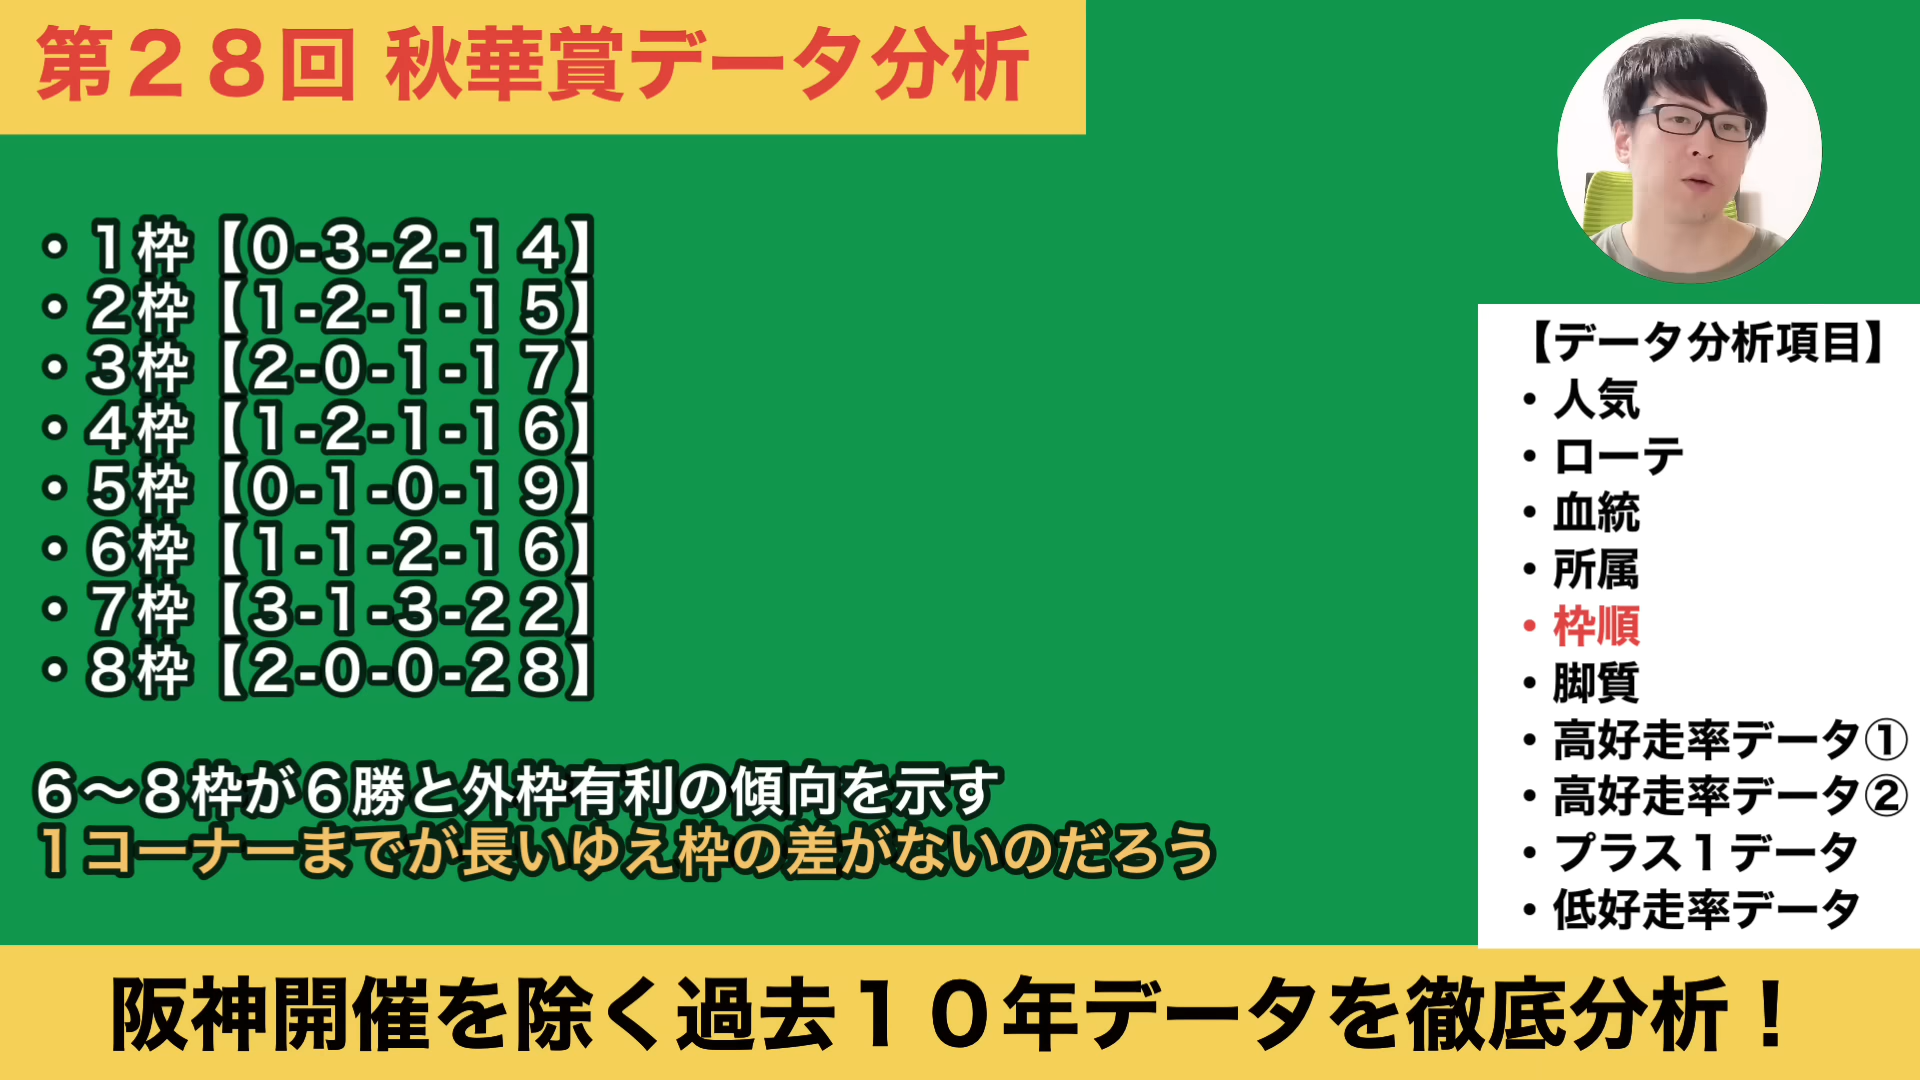 第２８回 秋華賞データ分析
・１枠【０-３-２-１４】
・２枠【１-２-１-１５】
・３枠【２-０-１-１７】
・４枠【１-２-１-１６】
・５枠【０-１-０-１９】
・６枠【１-１-２-１６】
・７枠【３-１-３-２２】
・８枠【２-０-０-２８】
６〜８枠が６勝と外枠有利の傾向を示す
１コーナーまでが長いゆえ枠の差がないのだろう
【データ分析項目】
・人気
・ローテ
・血統
・所属
・枠順
・脚質
・高好走率データ①
・高好走率データ②
・プラス１データ
・低好走率データ
阪神開催を除く過去１０年データを徹底分析！